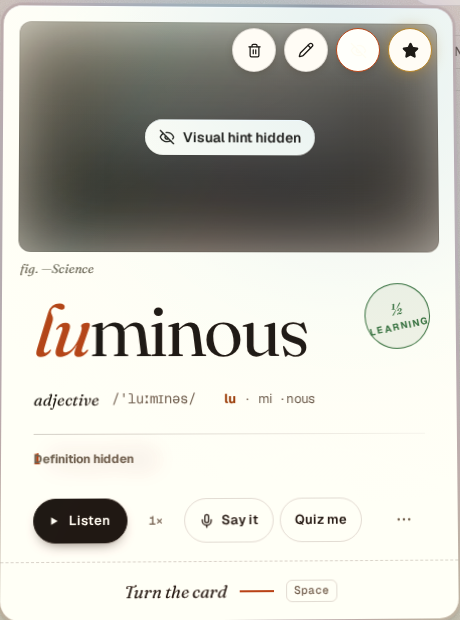 Visual hint hidden
fig. —Science
½
LEARNING
luminous
adjective /ˈluːmɪnəs/ lu · mi · nous
Definition hidden
Listen 1× Say it Quiz me ...
Turn the card Space